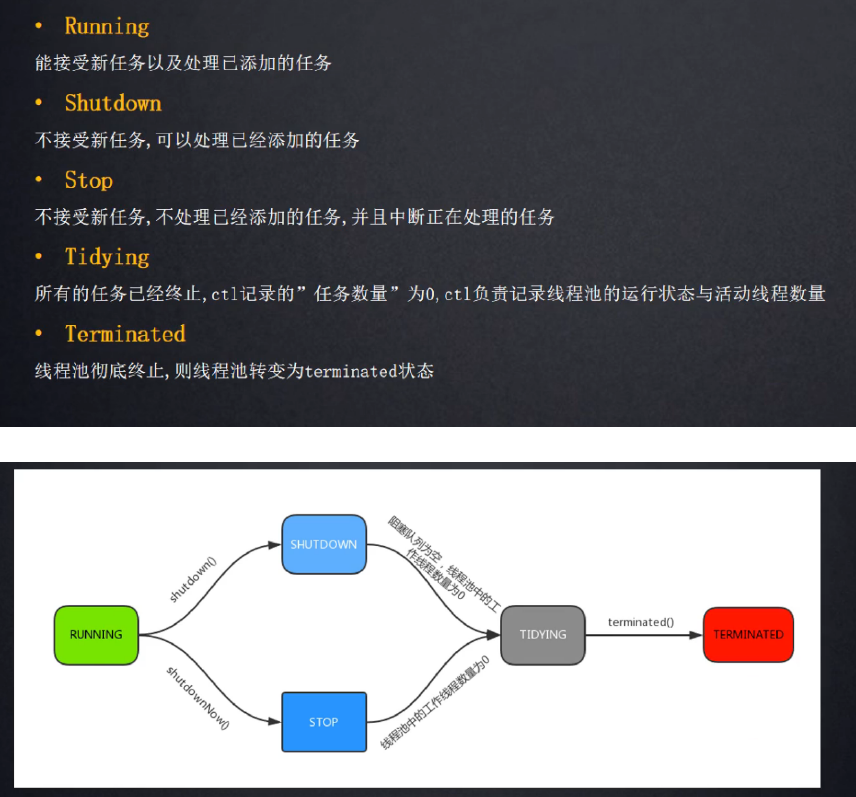 • Running
能接受新任务以及处理已添加的任务
• Shutdown
不接受新任务,可以处理已经添加的任务
• Stop
不接受新任务,不处理已经添加的任务,并且中断正在处理的任务
• Tidying
所有的任务已经终止,ctl记录的”任务数量”为0,ctl负责记录线程池的运行状态与活动线程数量
• Terminated
线程池彻底终止,则线程池转变为terminated状态
RUNNING
shutdown()
shutdownNow()
SHUTDOWN
STOP
阻塞队列为空，线程池中的工
作线程数量为0
线程池中的工作线程数量为0
TIDYING
terminated()
TERMINATED